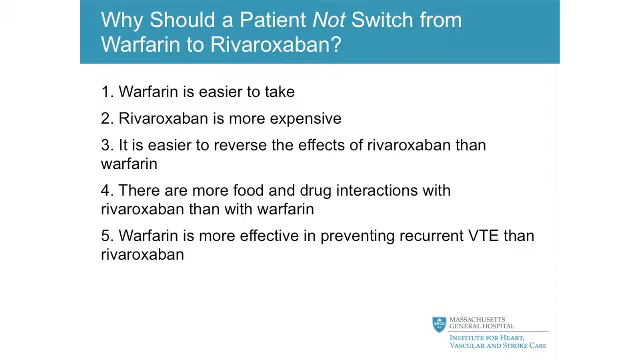 Why Should a Patient Not Switch from
Warfarin to Rivaroxaban?
1. Warfarin is easier to take
2. Rivaroxaban is more expensive
3. It is easier to reverse the effects of rivaroxaban than
warfarin
4. There are more food and drug interactions with
rivaroxaban than with warfarin
5. Warfarin is more effective in preventing recurrent VTE than
rivaroxaban
MASSACHUSETTS
GENERAL HOSPITAL
INSTITUTE FOR HEART,
VASCULAR AND STROKE CARE